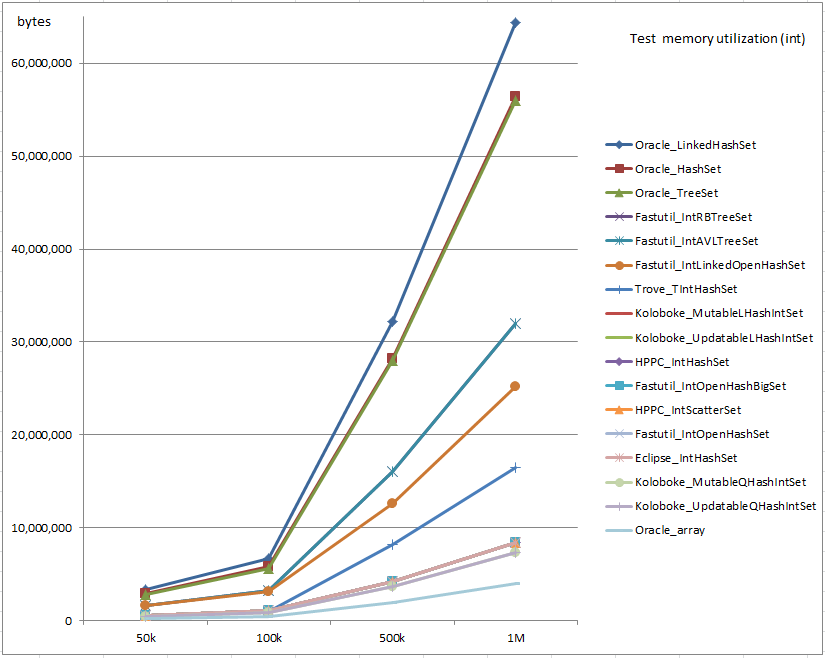 bytes
Test memory utilization (int)
60,000,000
50,000,000
40,000,000
30,000,000
20,000,000
10,000,000
0
50k
100k
500k
1M
Oracle_LinkedHashSet
Oracle_HashSet
Oracle_TreeSet
Fastutil_IntRBTreeSet
Fastutil_IntAVLTreeSet
Fastutil_IntLinkedOpenHashSet
Trove_TIntHashSet
Koloboke_MutableLHashIntSet
Koloboke_UpdatableLHashIntSet
HPPC_IntHashSet
Fastutil_IntOpenHashBigSet
HPPC_IntScatterSet
Fastutil_IntOpenHashSet
Eclipse_IntHashSet
Koloboke_MutableQHashIntSet
Koloboke_UpdatableQHashIntSet
Oracle_array